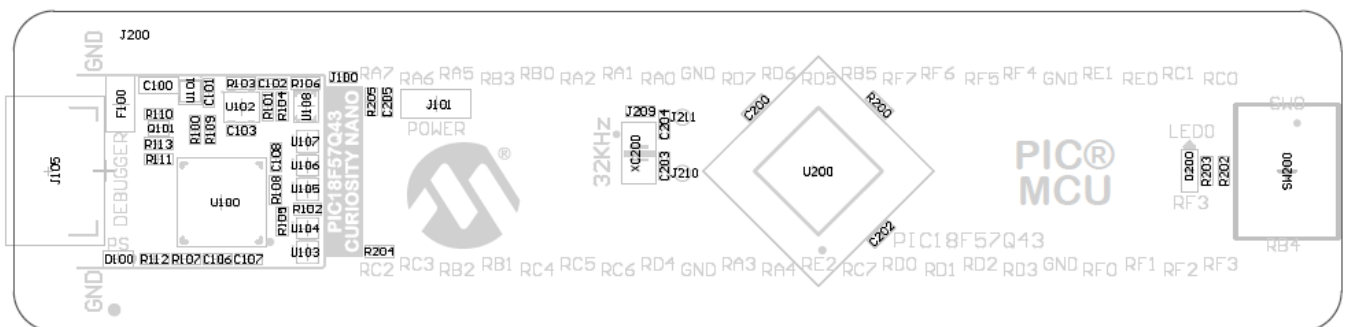 GND J200
RA7 RA6 RA5 RB3 RB0 RA2 RA1 RA0 GND RD7 RD6 RD5 RB5 RF7 RF6 RF5 RF4 GND RE1 RE0 RC1 RC0
F100 C100 U101 C101 R103 C102 R106 J100
U102 R101 R104 U108
R110 Q101 R113 R111 R100 R109 C103
R205 C205 J101
POWER
J209 C204 J211
32KHz XC200 C203 J210
C200 R200
U200
C202
PIC18F57Q43
PIC®
MCU
LED0
D200 R203 R202
RF3
SW0
SW200
RB4
J105
DEBUGGER
U107
U106
U105
R102
U104
U103
C108
R108
R105
U100
PIC18F57Q43
CURIOSITY NANO
®
PS
D100 R112 R107 C106 C107
R204
GND
RC2 RC3 RB2 RB1 RC4 RC5 RC6 RD4 GND RA3 RA4 RE2 RC7 RD0 RD1 RD2 RD3 GND RF0 RF1 RF2 RF3